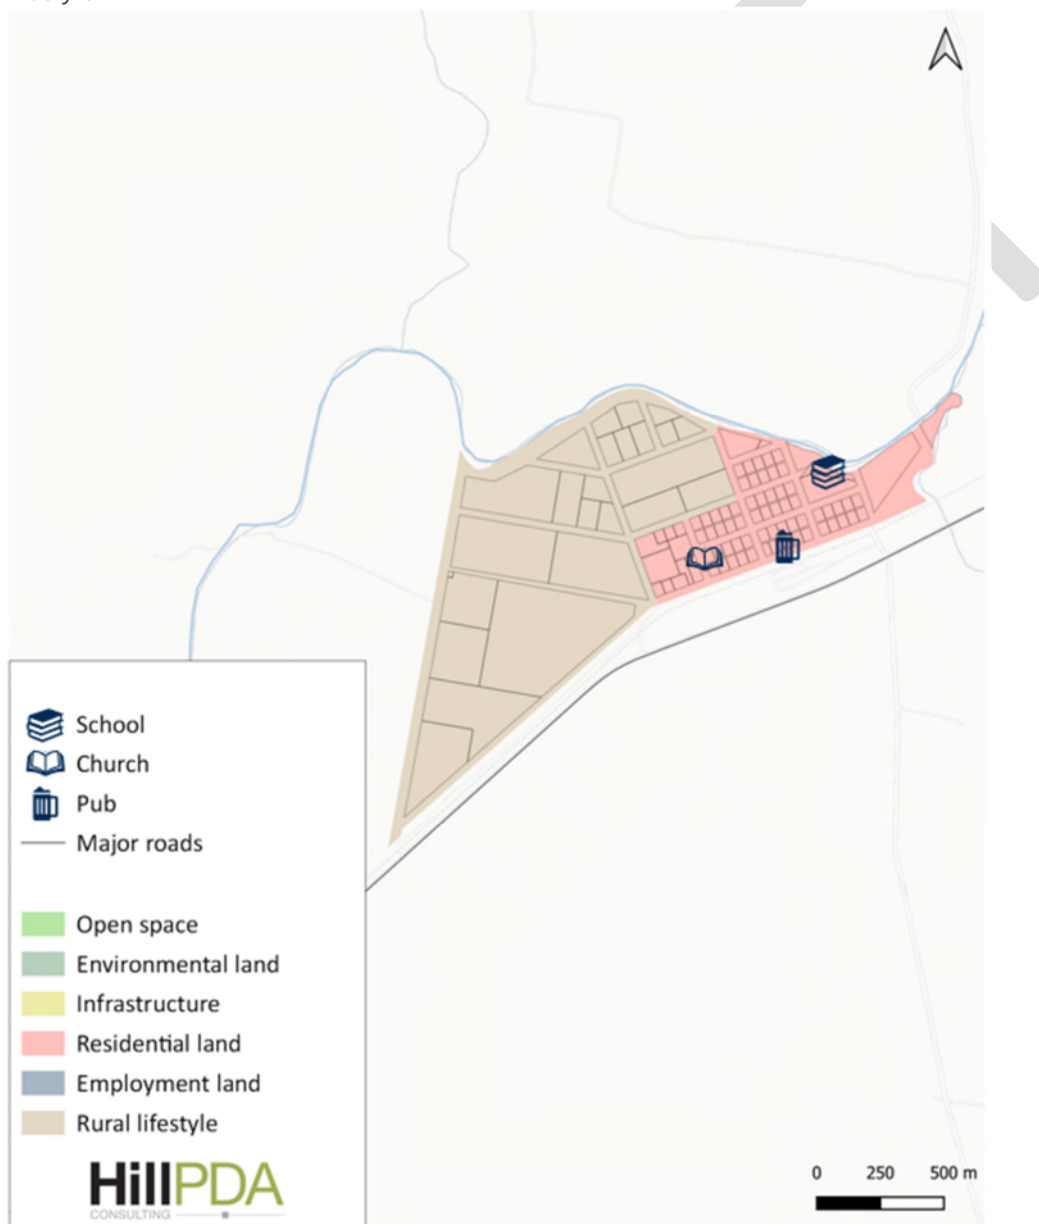 School
Church
Pub
Major roads
Open space
Environmental land
Infrastructure
Residential land
Employment land
Rural lifestyle
HillPDA
CONSULTING
0 250 500 m